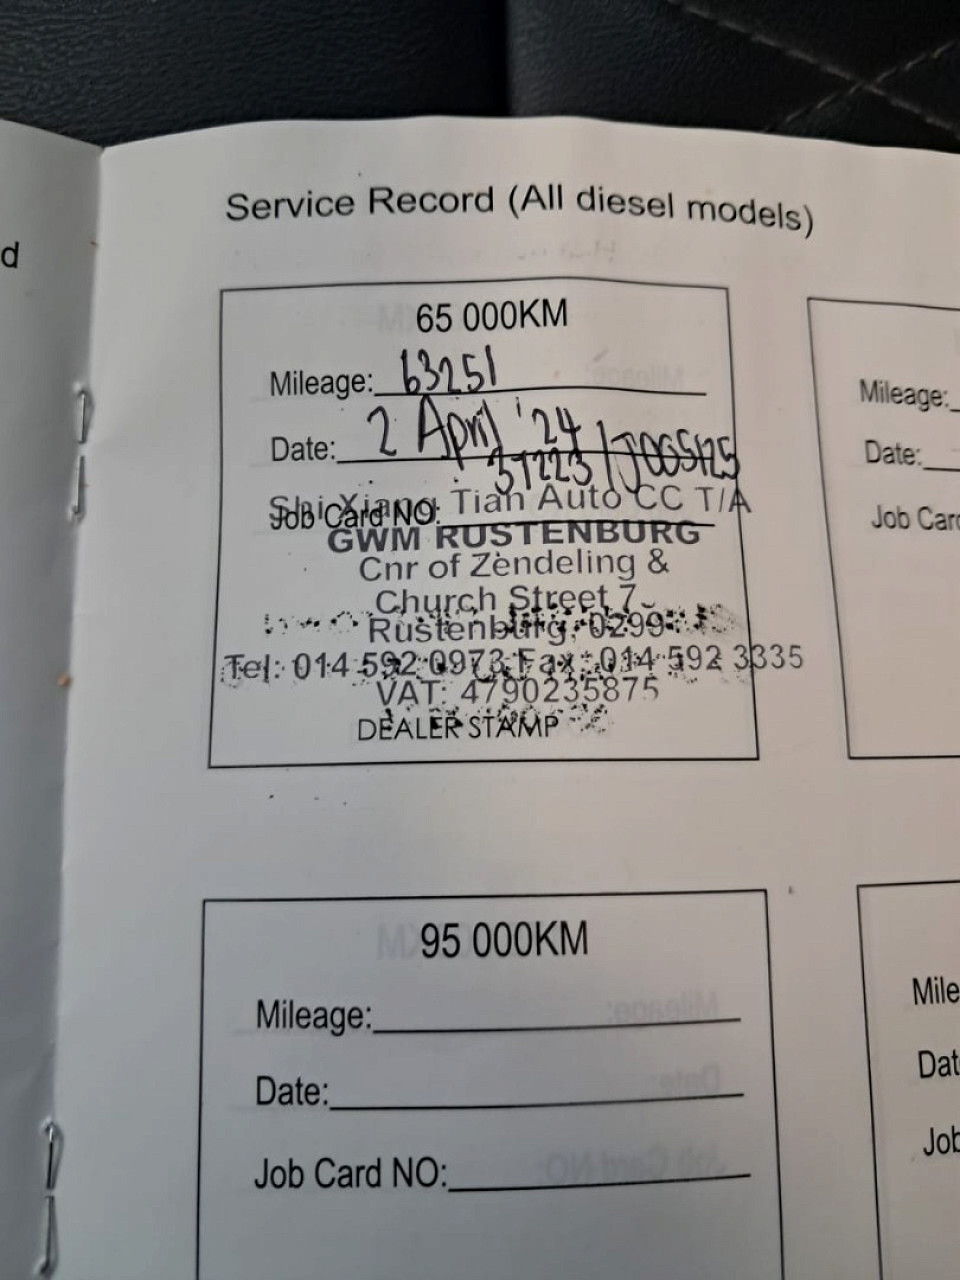 d
Service Record (All diesel models)
65 000KM
Mileage: 63251
Date: 2 April '24
37223/JOGS125
Job Card NO:
Shi Xiang Tian Auto CC T/A
GWM RUSTENBURG
Cnr of Zendeling &
Church Street 7
Rustenburg, 0299
Tel: 014 592 0973 Fax: 014 592 3335
VAT: 4790235875
DEALER STAMP
Mileage:
Date:
Job Car
95 000KM
Mileage:
Date:
Job Card NO:
Mile
Dat
Job